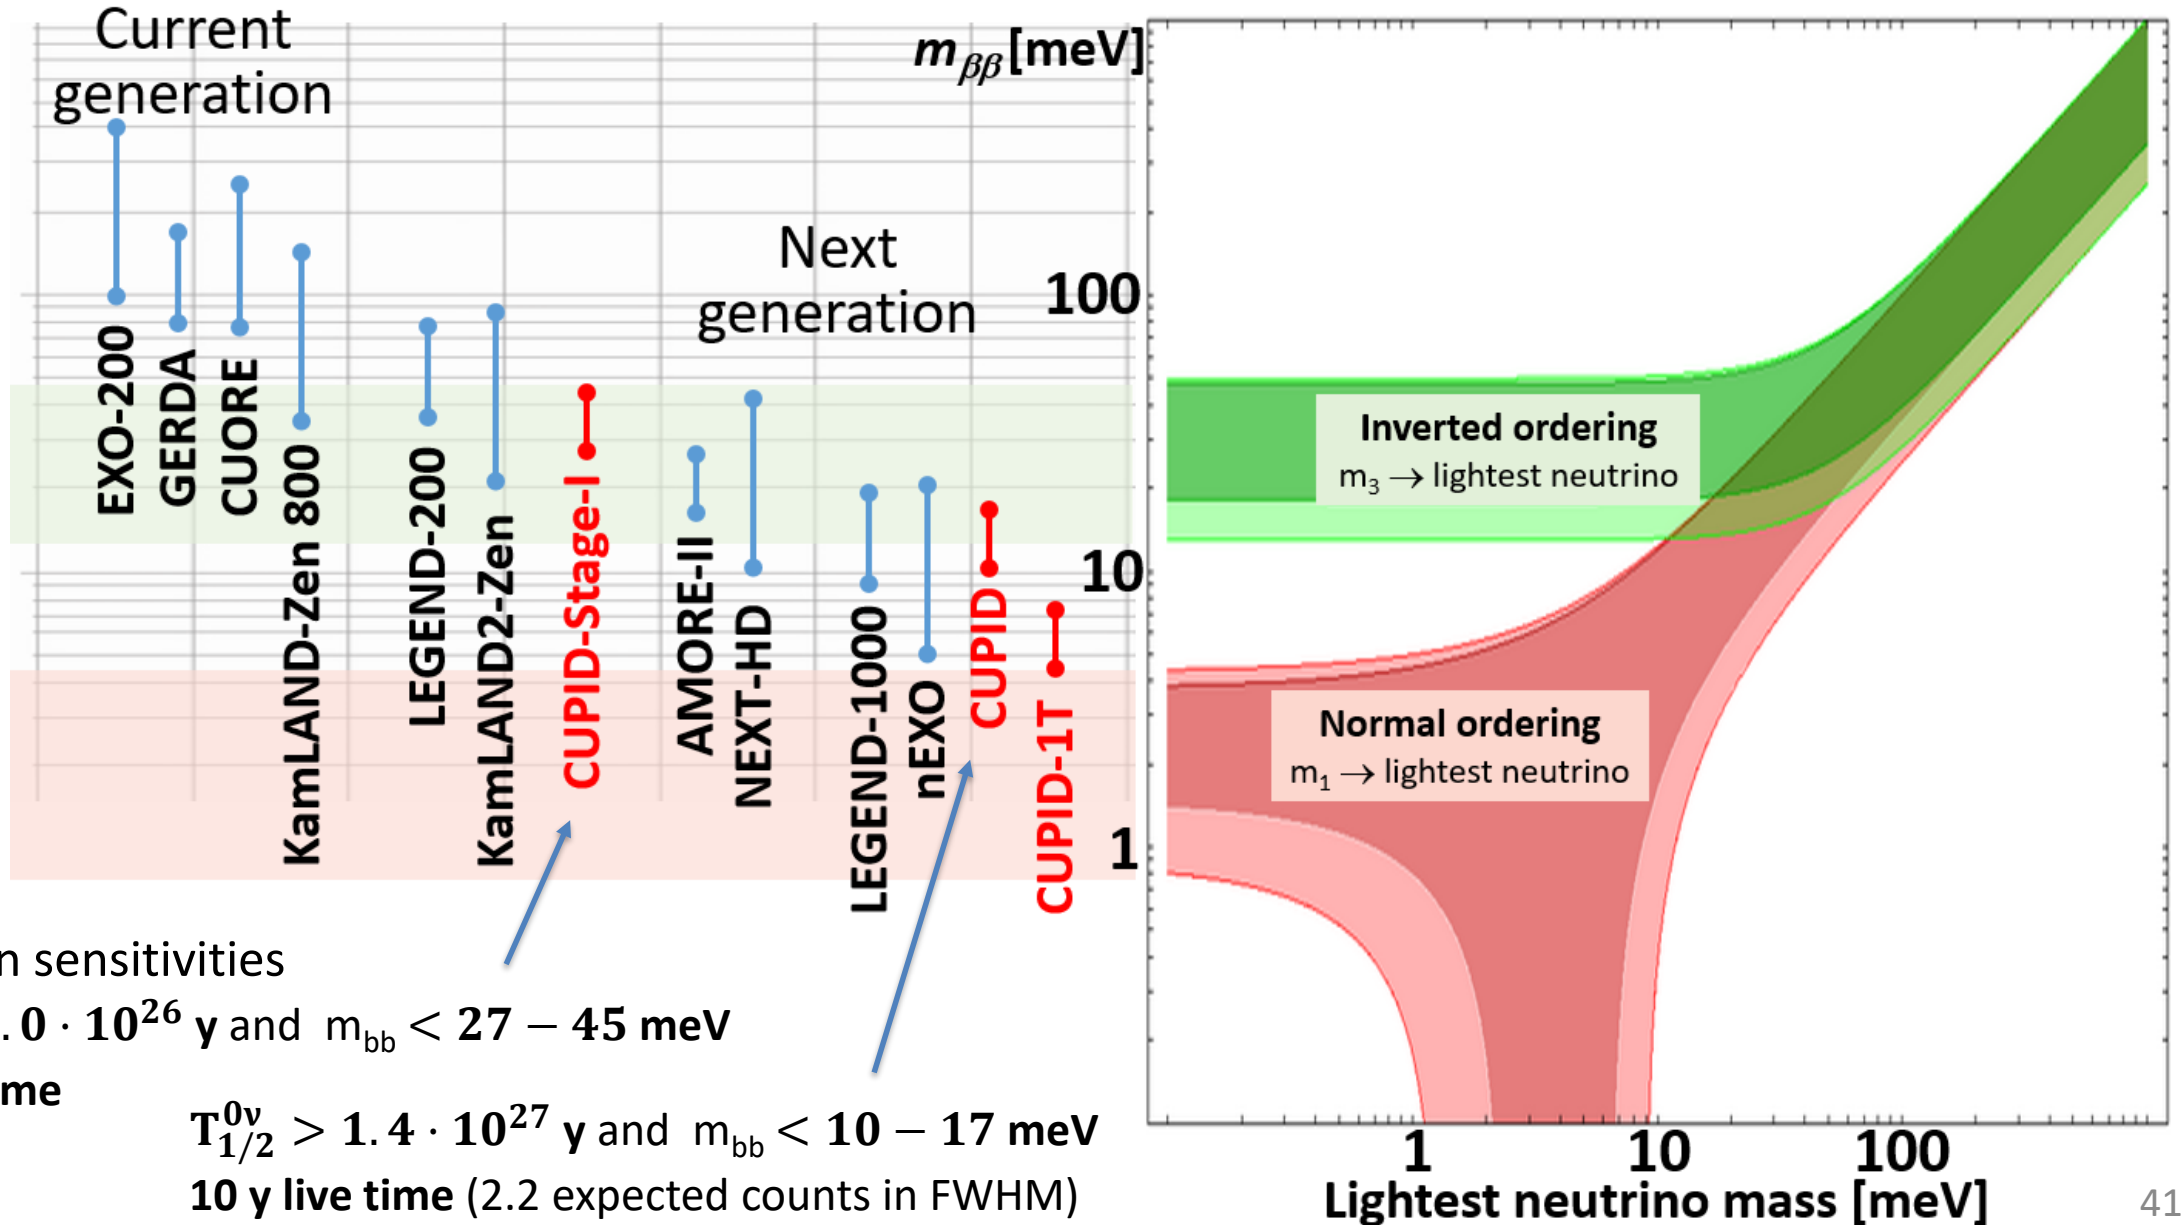 Current
generation
m_ββ [meV]
Next
generation
100
10
1
EXO-200
GERDA
CUORE
KamLAND-Zen 800
LEGEND-200
KamLAND2-Zen
CUPID-Stage-I
AMORE-II
NEXT-HD
LEGEND-1000
nEXO
CUPID
CUPID-1T
Inverted ordering
m₃ → lightest neutrino
Normal ordering
m₁ → lightest neutrino
1 10 100
Lightest neutrino mass [meV]
n sensitivities
.0 · 10²⁶ y and m_bb < 27 – 45 meV
me
T^{0ν}_{1/2} > 1.4 · 10²⁷ y and m_bb < 10 – 17 meV
10 y live time (2.2 expected counts in FWHM)
41